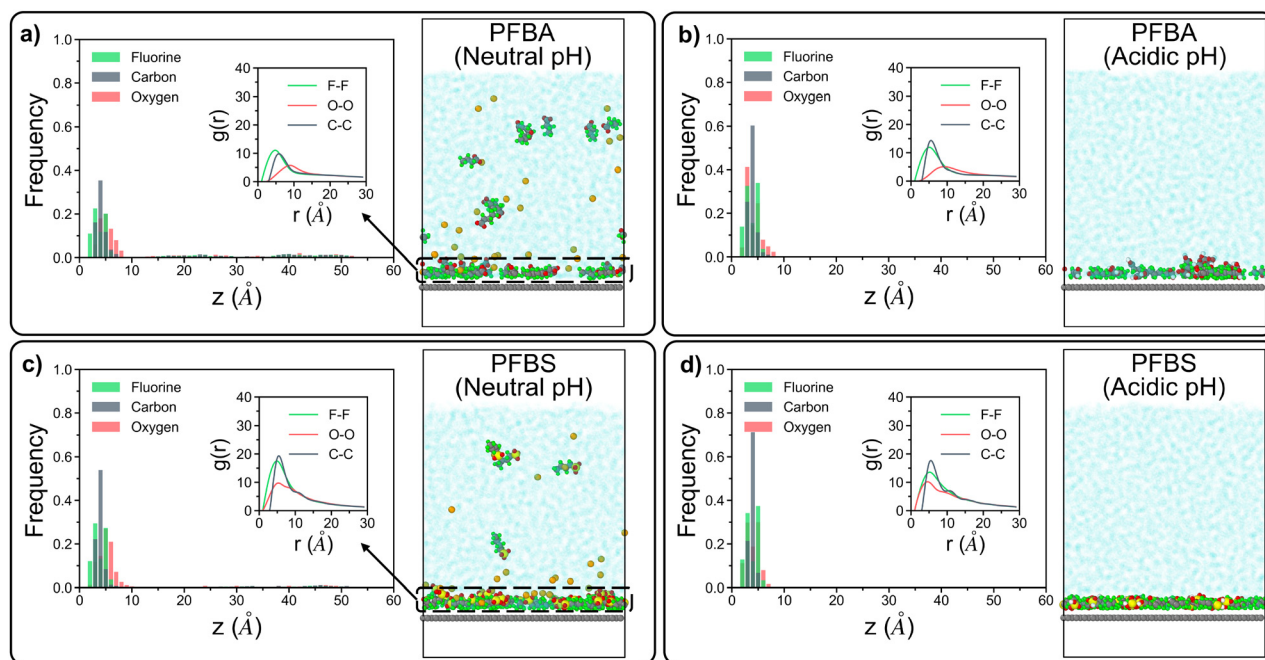 a)
1.0
0.8
0.6
0.4
0.2
0.0
Frequency
Fluorine
Carbon
Oxygen
0 10 20 30 40 50 60
z (Å)
40
30
20
10
0
g(r)
F-F
O-O
C-C
0 10 20 30
r (Å)
PFBA
(Neutral pH)
b)
1.0
0.8
0.6
0.4
0.2
0.0
Frequency
Fluorine
Carbon
Oxygen
0 10 20 30 40 50 60
z (Å)
40
30
20
10
0
g(r)
F-F
O-O
C-C
0 10 20 30
r (Å)
PFBA
(Acidic pH)
c)
1.0
0.8
0.6
0.4
0.2
0.0
Frequency
Fluorine
Carbon
Oxygen
0 10 20 30 40 50 60
z (Å)
40
30
20
10
0
g(r)
F-F
O-O
C-C
0 10 20 30
r (Å)
PFBS
(Neutral pH)
d)
1.0
0.8
0.6
0.4
0.2
0.0
Frequency
Fluorine
Carbon
Oxygen
0 10 20 30 40 50 60
z (Å)
40
30
20
10
0
g(r)
F-F
O-O
C-C
0 10 20 30
r (Å)
PFBS
(Acidic pH)